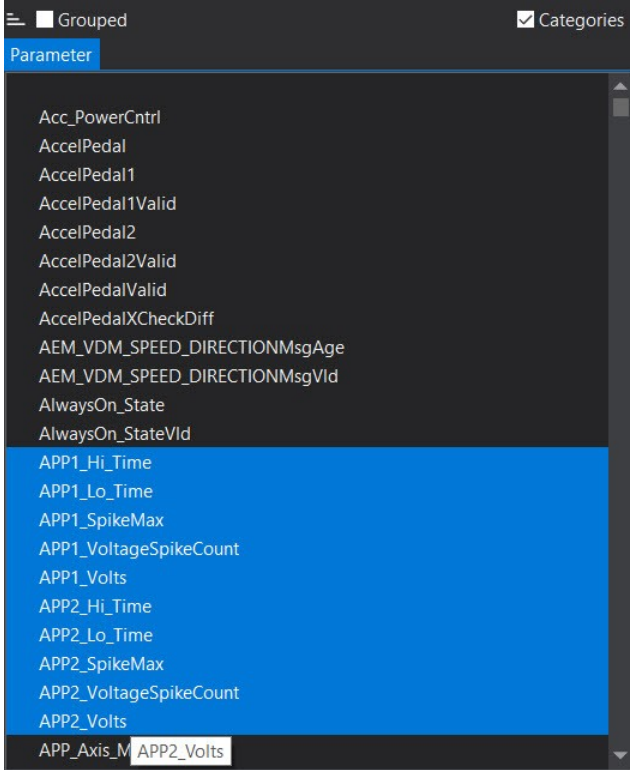 Grouped Categories
Parameter
Acc_PowerCntrl
AccelPedal
AccelPedal1
AccelPedal1Valid
AccelPedal2
AccelPedal2Valid
AccelPedalValid
AccelPedalXCheckDiff
AEM_VDM_SPEED_DIRECTIONMsgAge
AEM_VDM_SPEED_DIRECTIONMsgVld
AlwaysOn_State
AlwaysOn_StateVld
APP1_Hi_Time
APP1_Lo_Time
APP1_SpikeMax
APP1_VoltageSpikeCount
APP1_Volts
APP2_Hi_Time
APP2_Lo_Time
APP2_SpikeMax
APP2_VoltageSpikeCount
APP2_Volts
APP_Axis_M APP2_Volts